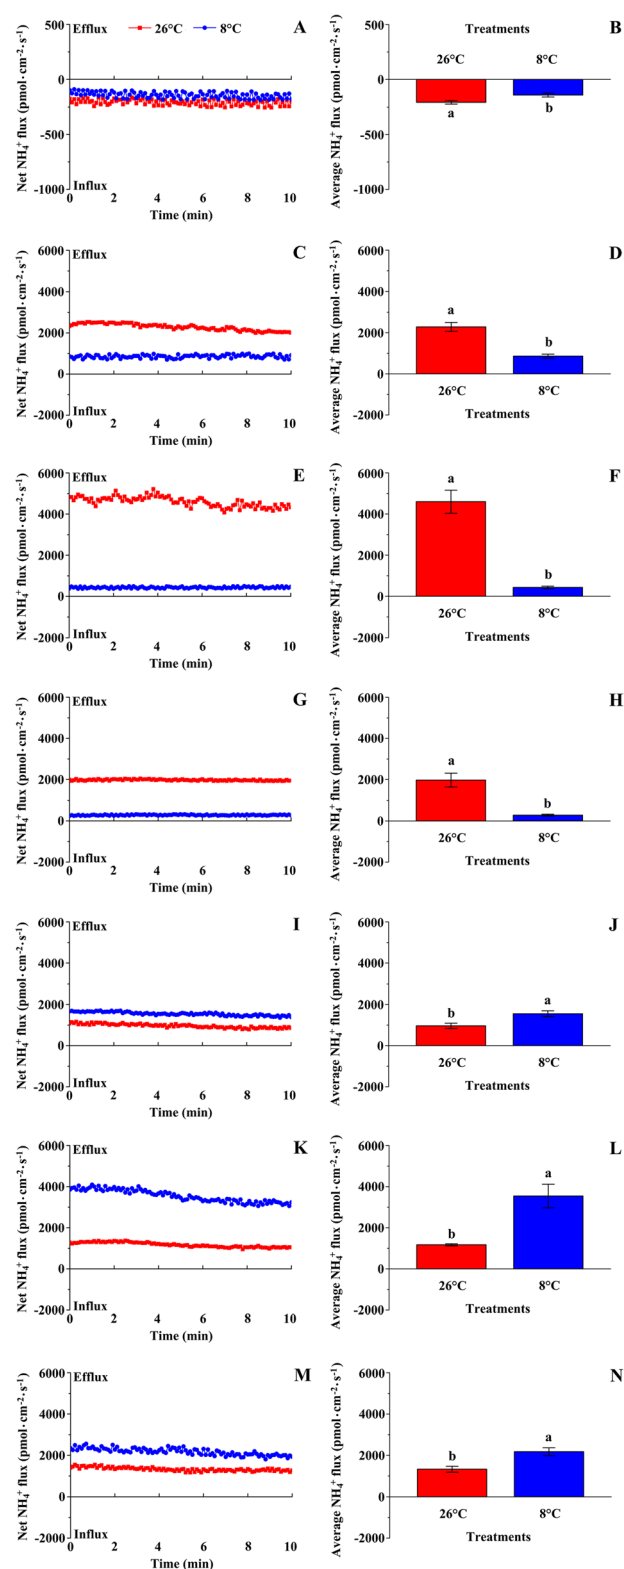 Efflux 26°C 8°C A
500
0
-500
-1000
Net NH₄⁺ flux (pmol·cm⁻²·s⁻¹)
Influx
0 2 4 6 8 10
Time (min)
B
Treatments
26°C 8°C
500
0
-500
-1000
Average NH₄⁺ flux (pmol·cm⁻²·s⁻¹)
a b
Efflux C
6000
4000
2000
0
-2000
Net NH₄⁺ flux (pmol·cm⁻²·s⁻¹)
Influx
0 2 4 6 8 10
Time (min)
D
6000
4000
2000
0
-2000
Average NH₄⁺ flux (pmol·cm⁻²·s⁻¹)
a
b
26°C 8°C
Treatments
Efflux E
6000
4000
2000
0
-2000
Net NH₄⁺ flux (pmol·cm⁻²·s⁻¹)
Influx
0 2 4 6 8 10
Time (min)
F
6000
4000
2000
0
-2000
Average NH₄⁺ flux (pmol·cm⁻²·s⁻¹)
a
b
26°C 8°C
Treatments
Efflux G
6000
4000
2000
0
-2000
Net NH₄⁺ flux (pmol·cm⁻²·s⁻¹)
Influx
0 2 4 6 8 10
Time (min)
H
6000
4000
2000
0
-2000
Average NH₄⁺ flux (pmol·cm⁻²·s⁻¹)
a
b
26°C 8°C
Treatments
Efflux I
6000
4000
2000
0
-2000
Net NH₄⁺ flux (pmol·cm⁻²·s⁻¹)
Influx
0 2 4 6 8 10
Time (min)
J
6000
4000
2000
0
-2000
Average NH₄⁺ flux (pmol·cm⁻²·s⁻¹)
b
a
26°C 8°C
Treatments
Efflux K
6000
4000
2000
0
-2000
Net NH₄⁺ flux (pmol·cm⁻²·s⁻¹)
Influx
0 2 4 6 8 10
Time (min)
L
6000
4000
2000
0
-2000
Average NH₄⁺ flux (pmol·cm⁻²·s⁻¹)
b
a
26°C 8°C
Treatments
Efflux M
6000
4000
2000
0
-2000
Net NH₄⁺ flux (pmol·cm⁻²·s⁻¹)
Influx
0 2 4 6 8 10
Time (min)
N
6000
4000
2000
0
-2000
Average NH₄⁺ flux (pmol·cm⁻²·s⁻¹)
b
a
26°C 8°C
Treatments